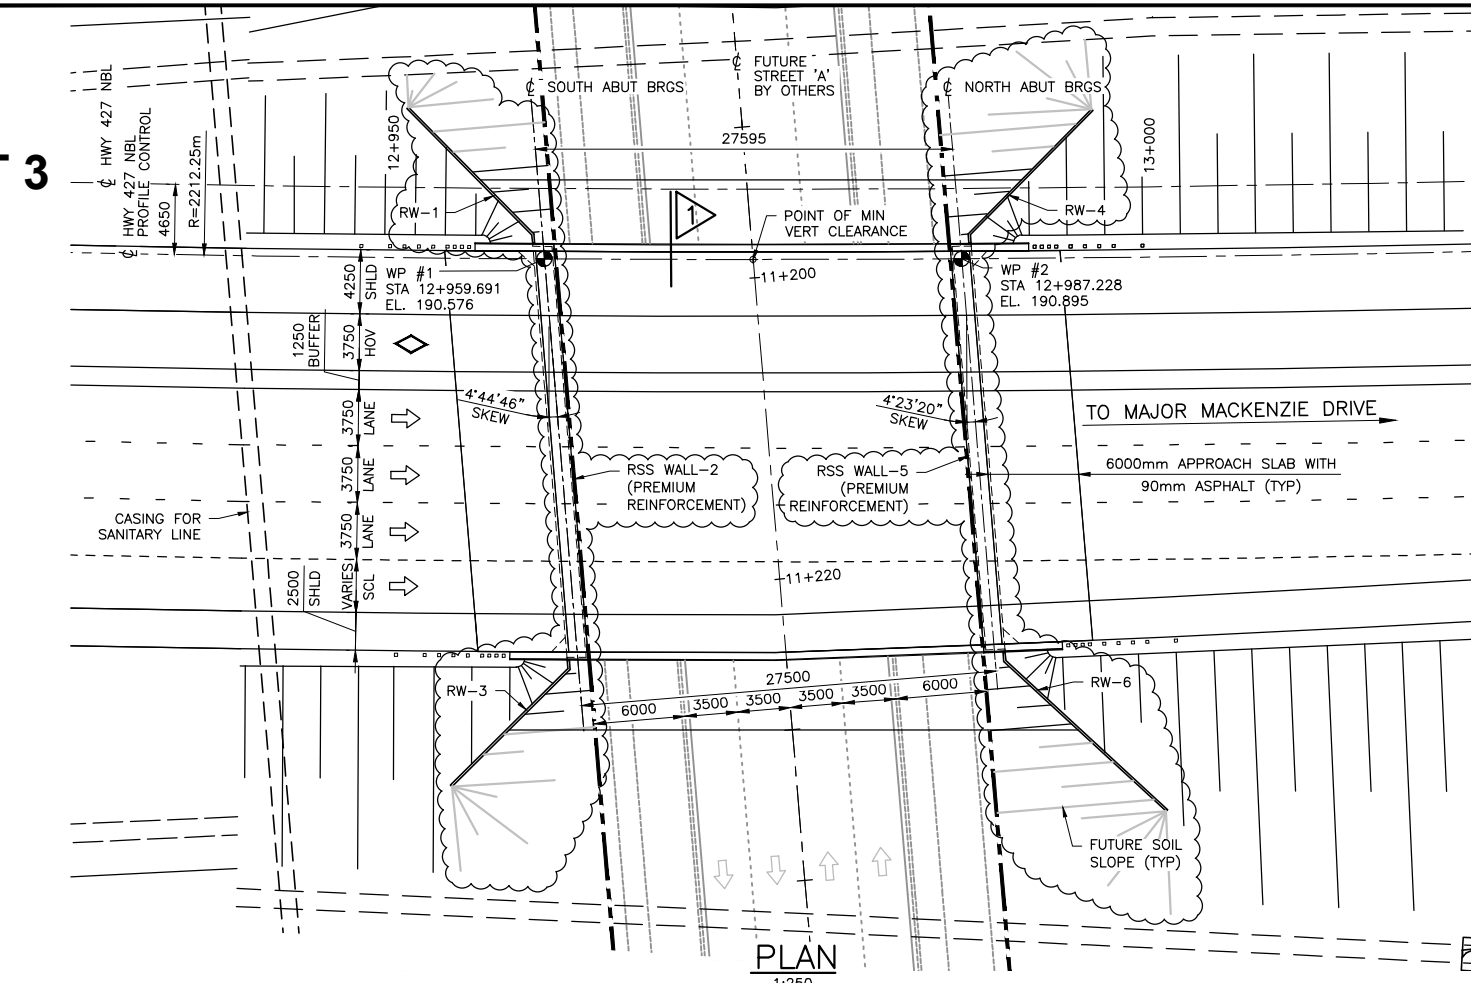 T 3
℄ HWY 427 NBL
℄ HWY 427 NBL
PROFILE CONTROL
4650
R=2212.25m
12+950
℄ SOUTH ABUT BRGS
℄ FUTURE
STREET 'A'
BY OTHERS
℄ NORTH ABUT BRGS
13+000
27595
RW-1
1
POINT OF MIN
VERT CLEARANCE
RW-4
4250
SHLD
WP #1
STA 12+959.691
EL. 190.576
11+200
WP #2
STA 12+987.228
EL. 190.895
1250
BUFFER
3750
HOV
4°44'46"
SKEW
4°23'20"
SKEW
3750
LANE
TO MAJOR MACKENZIE DRIVE
3750
LANE
RSS WALL-2
(PREMIUM
REINFORCEMENT)
RSS WALL-5
(PREMIUM
REINFORCEMENT)
6000mm APPROACH SLAB WITH
90mm ASPHALT (TYP)
CASING FOR
SANITARY LINE
3750
LANE
2500
SHLD
VARIES
SCL
11+220
RW-3
27500
6000
3500
3500
3500
3500
6000
RW-6
FUTURE SOIL
SLOPE (TYP)
PLAN
1:250